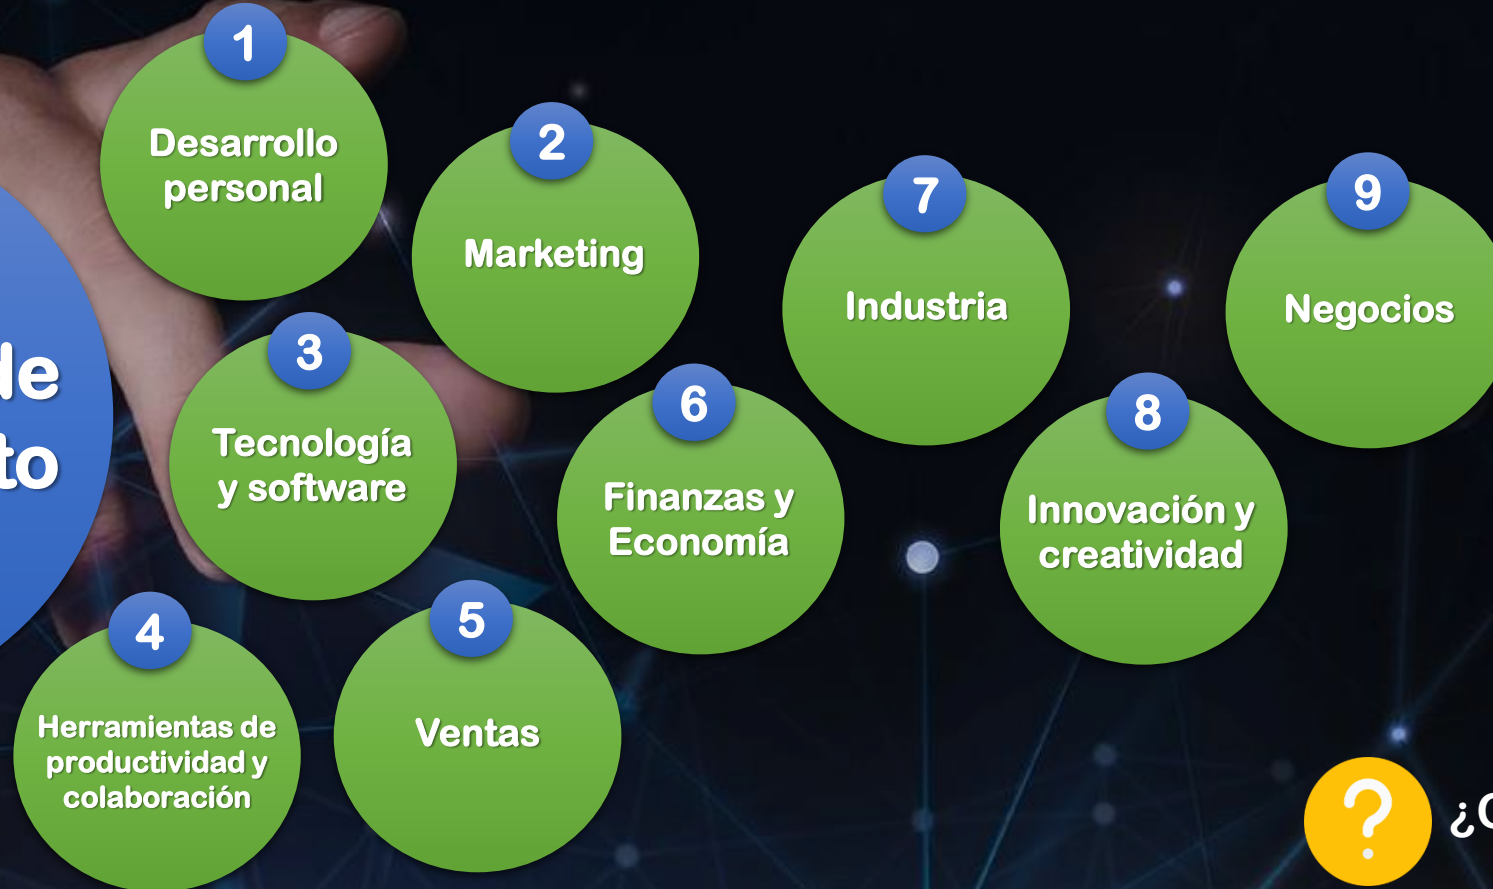 1
Desarrollo
personal
2
Marketing
3
Tecnología
y software
4
Herramientas de
productividad y
colaboración
5
Ventas
6
Finanzas y
Economía
7
Industria
8
Innovación y
creatividad
9
Negocios
to
?